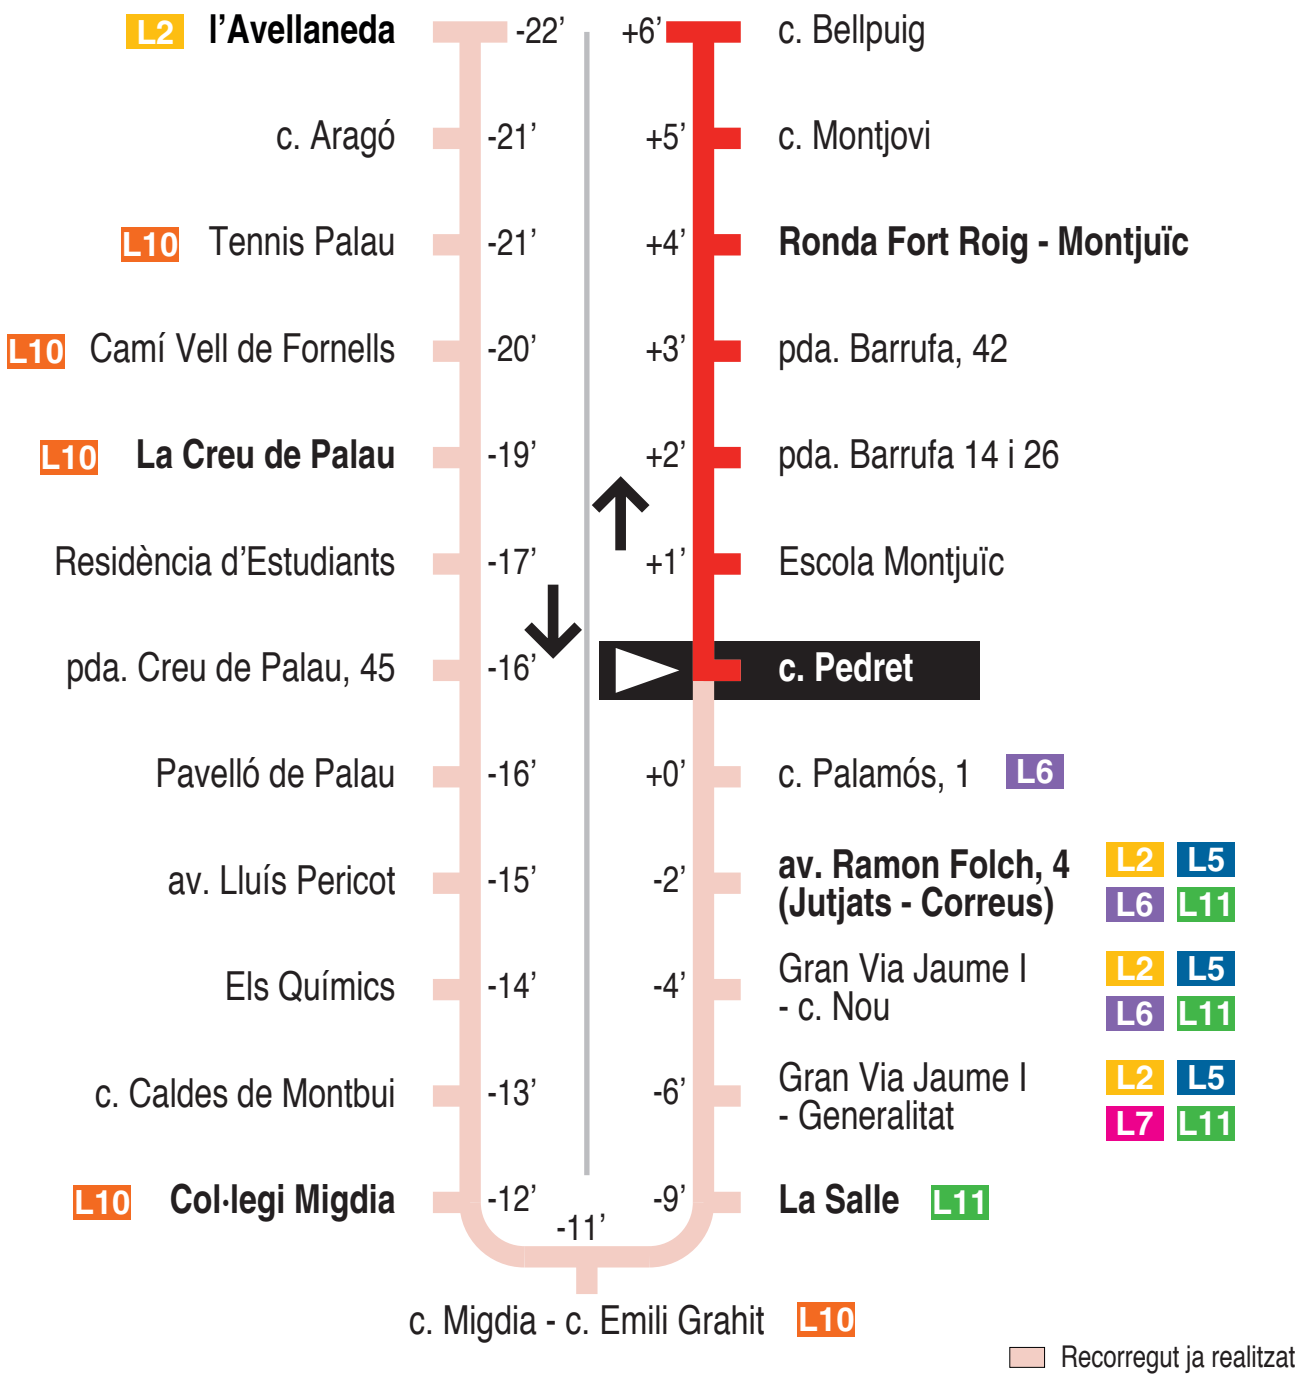 L2 l’Avellaneda -22’
c. Aragó -21’
L10 Tennis Palau -21’
L10 Camí Vell de Fornells -20’
L10 La Creu de Palau -19’
Residència d’Estudiants -17’
pda. Creu de Palau, 45 -16’
Pavelló de Palau -16’
av. Lluís Pericot -15’
Els Químics -14’
c. Caldes de Montbui -13’
L10 Col·legi Migdia -12’
-11’
c. Migdia - c. Emili Grahit L10
+6’ c. Bellpuig
+5’ c. Montjovi
+4’ Ronda Fort Roig - Montjuïc
+3’ pda. Barrufa, 42
+2’ pda. Barrufa 14 i 26
+1’ Escola Montjuïc
c. Pedret
+0’ c. Palamós, 1 L6
-2’ av. Ramon Folch, 4 L2 L5
(Jutjats - Correus) L6 L11
-4’ Gran Via Jaume I L2 L5
- c. Nou L6 L11
-6’ Gran Via Jaume I L2 L5
- Generalitat L7 L11
-9’ La Salle L11
Recorregut ja realitzat